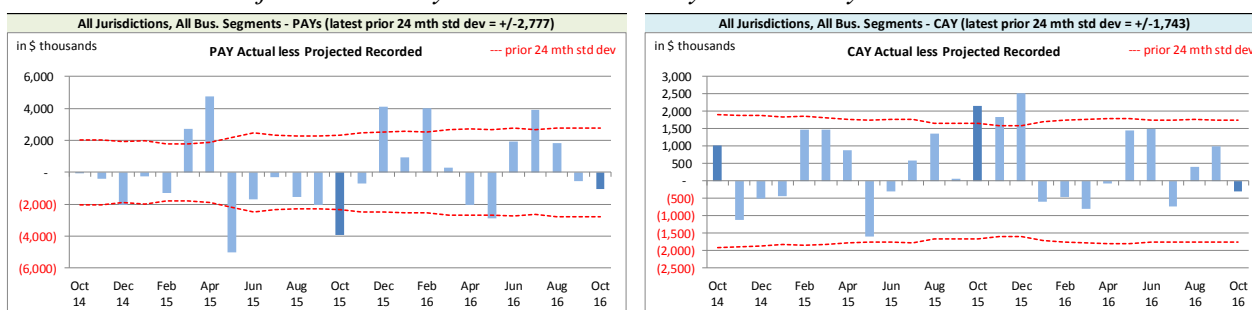 All Jurisdictions, All Bus. Segments - PAYs (latest prior 24 mth std dev = +/-2,777)
in $ thousands
PAY Actual less Projected Recorded
--- prior 24 mth std dev
6,000
4,000
2,000
-
(2,000)
(4,000)
(6,000)
Oct 14 Dec 14 Feb 15 Apr 15 Jun 15 Aug 15 Oct 15 Dec 15 Feb 16 Apr 16 Jun 16 Aug 16 Oct 16
All Jurisdictions, All Bus. Segments - CAY (latest prior 24 mth std dev = +/-1,743)
in $ thousands
CAY Actual less Projected Recorded
--- prior 24 mth std dev
3,000
2,500
2,000
1,500
1,000
500
-
(500)
(1,000)
(1,500)
(2,000)
(2,500)
Oct 14 Dec 14 Feb 15 Apr 15 Jun 15 Aug 15 Oct 15 Dec 15 Feb 16 Apr 16 Jun 16 Aug 16 Oct 16